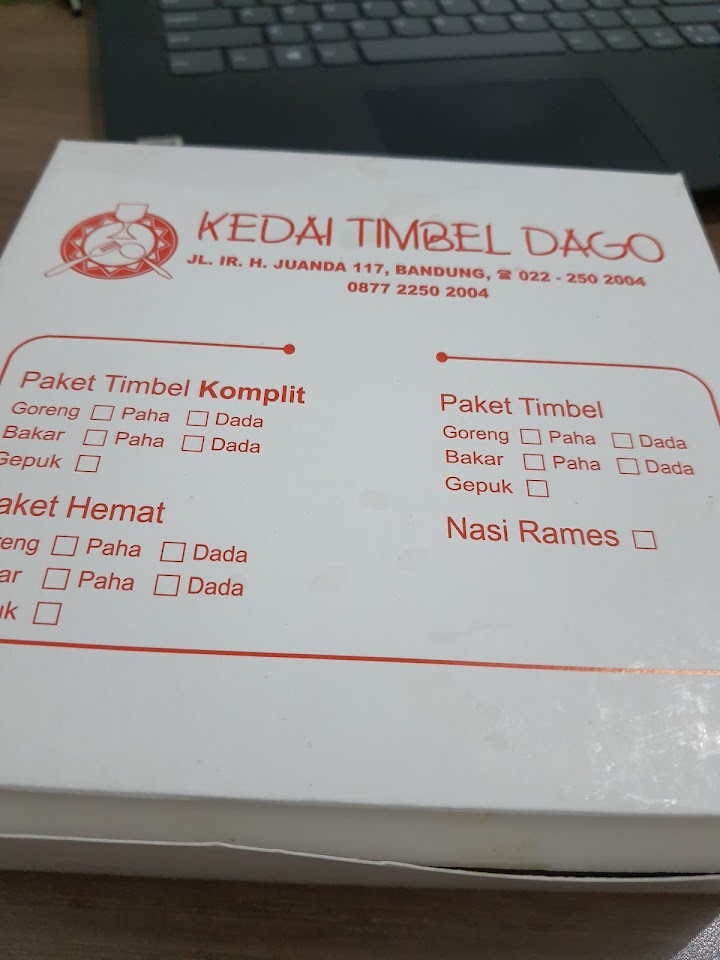 KEDAI TIMBEL DAGO
JL. IR. H. JUANDA 117, BANDUNG, ☎ 022 - 250 2004
0877 2250 2004
Paket Timbel Komplit
Goreng ☐ Paha ☐ Dada
Bakar ☐ Paha ☐ Dada
Gepuk ☐
aket Hemat
reng ☐ Paha ☐ Dada
ar ☐ Paha ☐ Dada
uk ☐
Paket Timbel
Goreng ☐ Paha ☐ Dada
Bakar ☐ Paha ☐ Dada
Gepuk ☐
Nasi Rames ☐